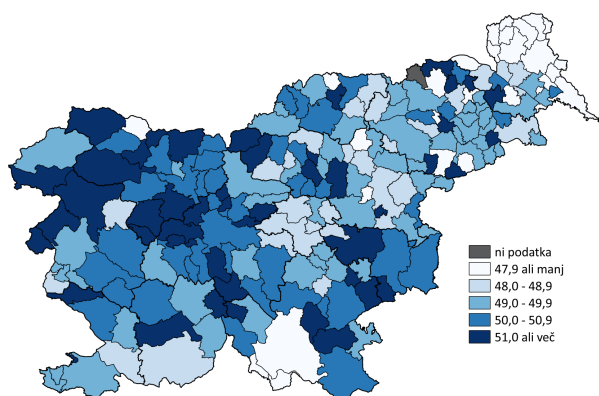 ni podatka
47,9 ali manj
48,0 - 48,9
49,0 - 49,9
50,0 - 50,9
51,0 ali več